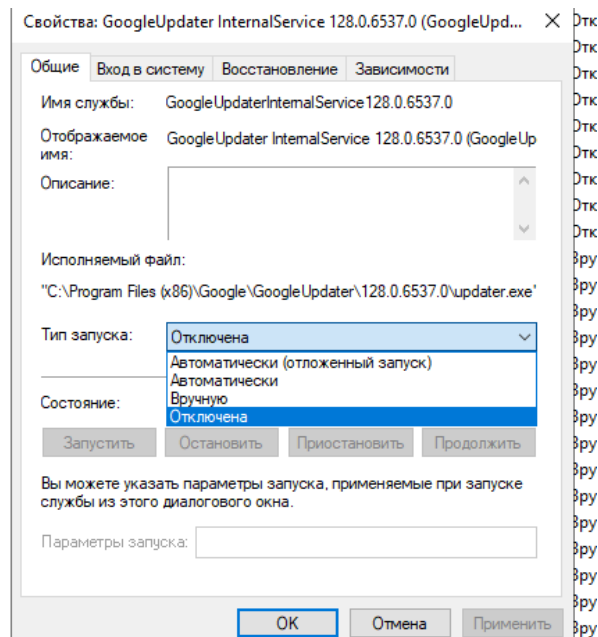 Свойства: GoogleUpdater InternalService 128.0.6537.0 (GoogleUpd...
Общие Вход в систему Восстановление Зависимости
Имя службы: GoogleUpdaterInternalService128.0.6537.0
Отображаемое имя: GoogleUpdater InternalService 128.0.6537.0 (GoogleUp
Описание:
Исполняемый файл:
"C:\Program Files (x86)\Google\GoogleUpdater\128.0.6537.0\updater.exe"
Тип запуска: Отключена
Автоматически (отложенный запуск)
Автоматически
Вручную
Отключена
Состояние:
Запустить Остановить Приостановить Продолжить
Вы можете указать параметры запуска, применяемые при запуске
службы из этого диалогового окна.
Параметры запуска:
OK Отмена Применить